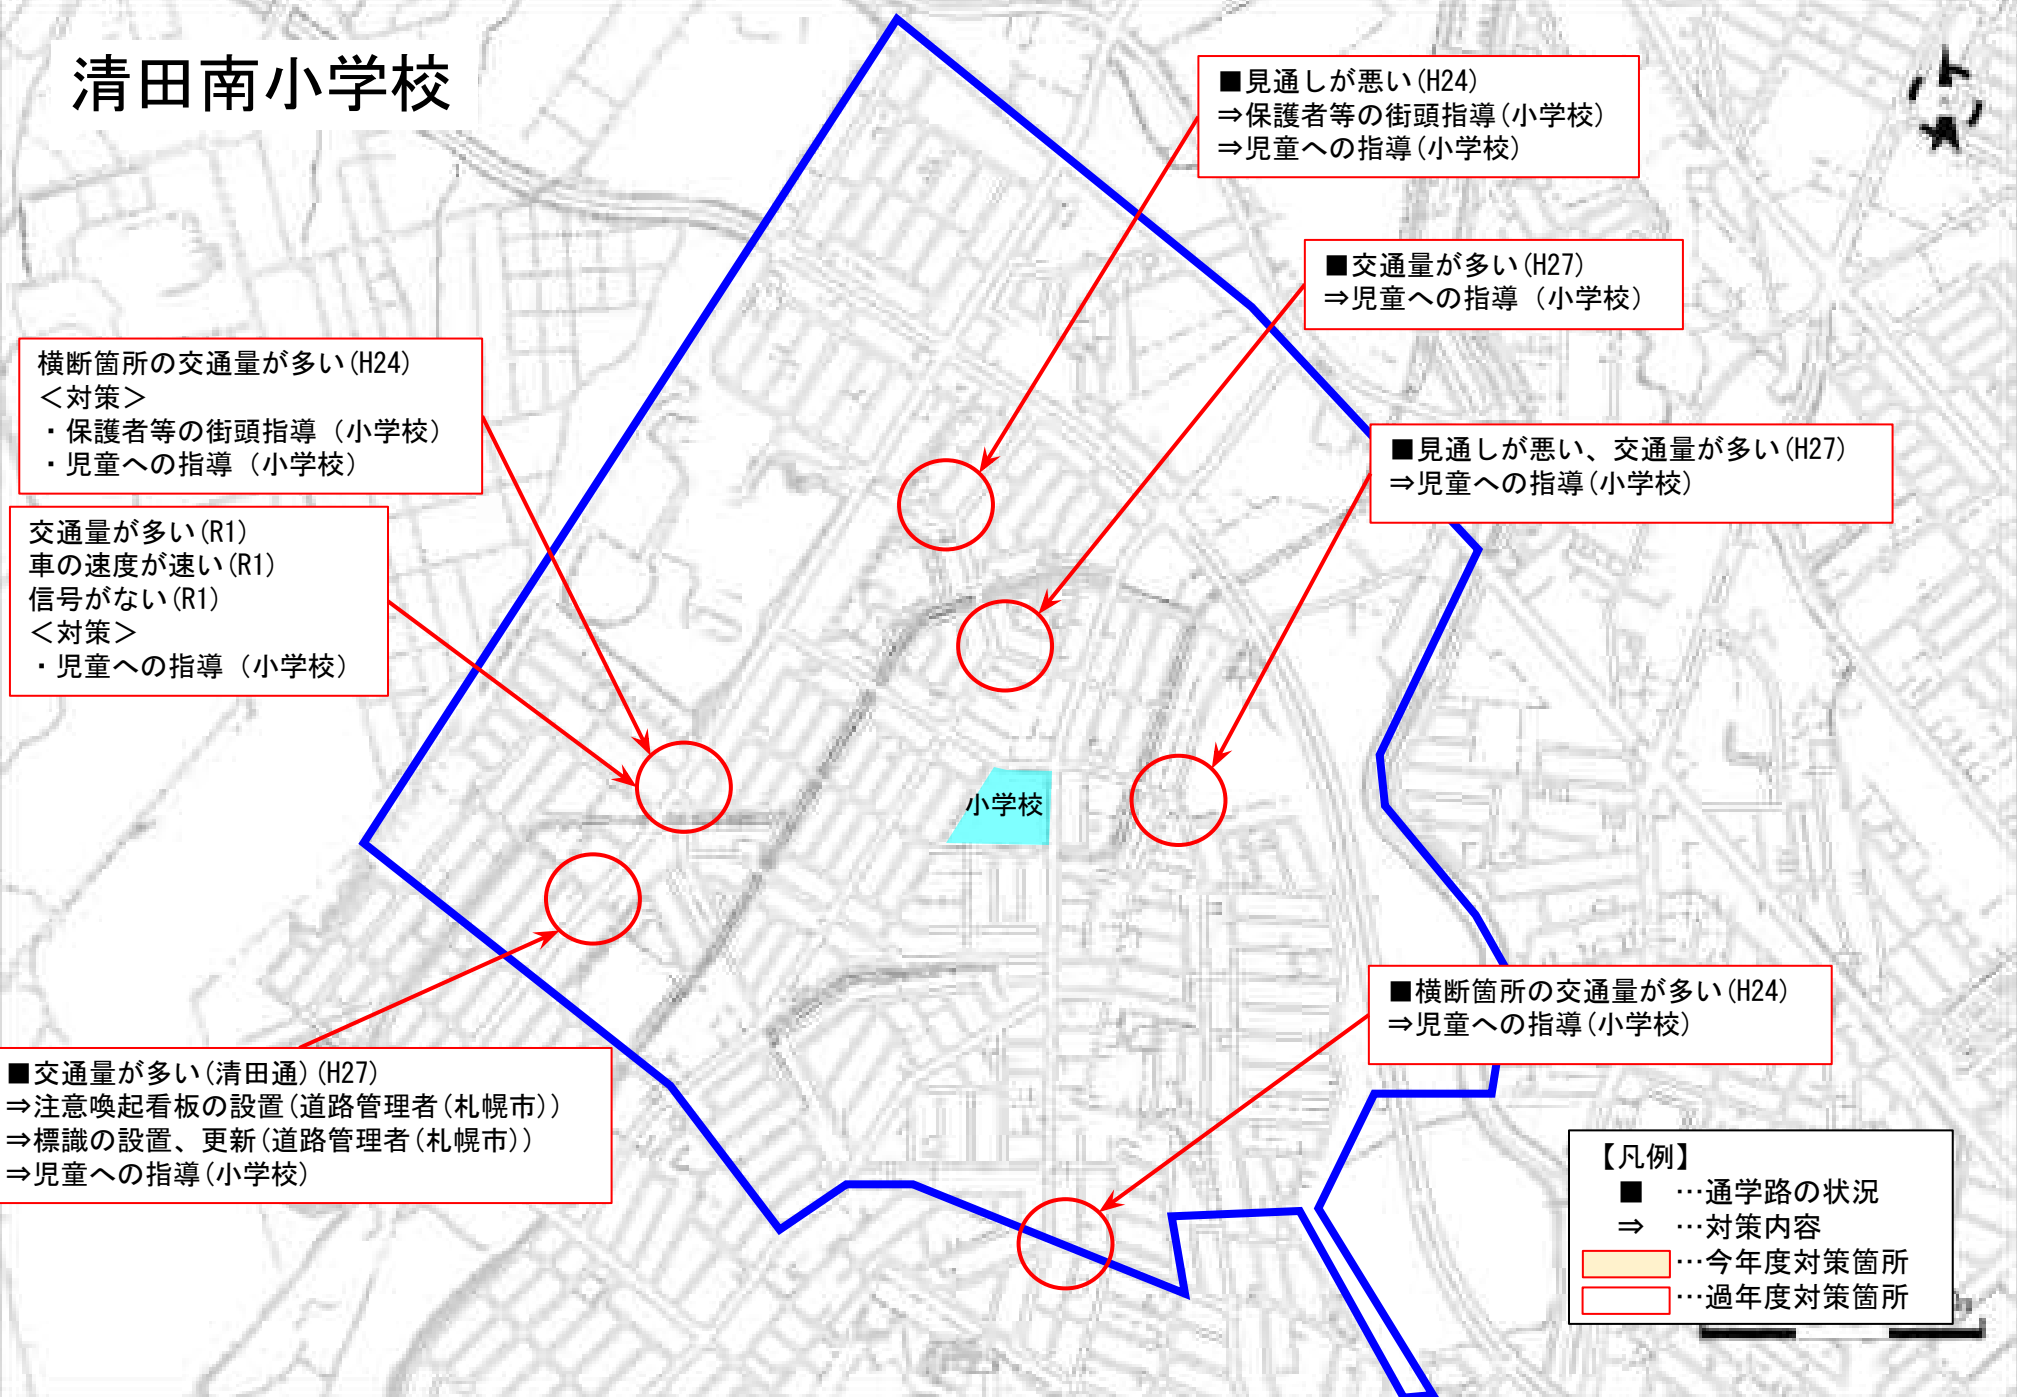 清田南小学校
■見通しが悪い(H24)
⇒保護者等の街頭指導(小学校)
⇒児童への指導(小学校)
■交通量が多い(H27)
⇒児童への指導（小学校）
横断箇所の交通量が多い(H24)
＜対策＞
・保護者等の街頭指導（小学校）
・児童への指導（小学校）
■見通しが悪い、交通量が多い(H27)
⇒児童への指導(小学校)
交通量が多い(R1)
車の速度が速い(R1)
信号がない(R1)
＜対策＞
・児童への指導（小学校）
小学校
■横断箇所の交通量が多い(H24)
⇒児童への指導(小学校)
■交通量が多い(清田通)(H27)
⇒注意喚起看板の設置(道路管理者(札幌市))
⇒標識の設置、更新(道路管理者(札幌市))
⇒児童への指導(小学校)
【凡例】
■ …通学路の状況
⇒ …対策内容
…今年度対策箇所
…過年度対策箇所